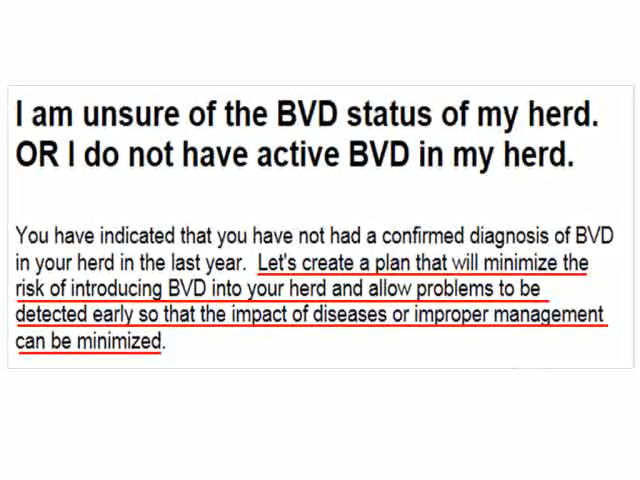 I am unsure of the BVD status of my herd.
OR I do not have active BVD in my herd.
You have indicated that you have not had a confirmed diagnosis of BVD
in your herd in the last year. Let's create a plan that will minimize the
risk of introducing BVD into your herd and allow problems to be
detected early so that the impact of diseases or improper management
can be minimized.